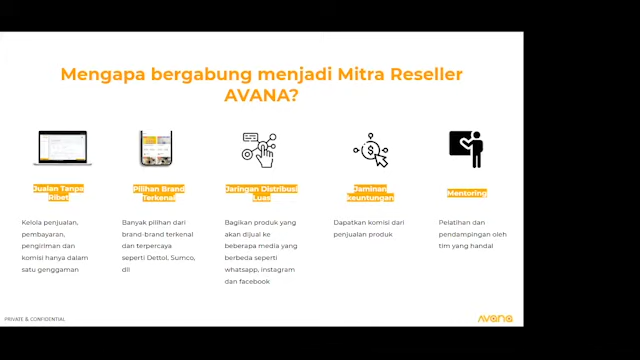 Mengapa bergabung menjadi Mitra Reseller
AVANA?
Jualan Tanpa
Ribet
Kelola penjualan,
pembayaran,
pengiriman dan
komisi hanya dalam
satu genggaman
Pilihan Brand
Terkenal
Banyak pilihan dari
brand-brand terkenal
dan terpercaya
seperti Dettol, Sumco,
dll
Jaringan Distribusi
Luas
Bagikan produk yang
akan dijual ke
beberapa media yang
berbeda seperti
whatsapp, instagram
dan facebook
Jaminan
keuntungan
Dapatkan komisi dari
penjualan produk
Mentoring
Pelatihan dan
pendampingan oleh
tim yang handal
PRIVATE & CONFIDENTIAL
AVANA